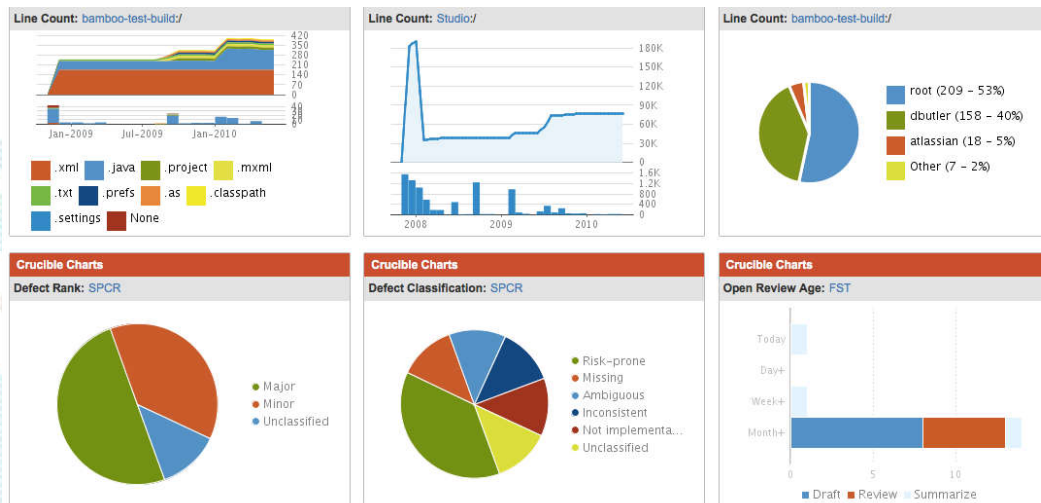 Line Count: bamboo-test-build:/
420
350
280
210
140
70
0
40
30
20
10
0
Jan-2009 Jul-2009 Jan-2010
.xml .java .project .mxml
.txt .prefs .as .classpath
.settings None
Line Count: Studio:/
180K
150K
120K
90K
60K
30K
0
1.6K
1.2K
800
400
0
2008 2009 2010
Line Count: bamboo-test-build:/
root (209 - 53%)
dbutler (158 - 40%)
atlassian (18 - 5%)
Other (7 - 2%)
Crucible Charts
Defect Rank: SPCR
Major
Minor
Unclassified
Crucible Charts
Defect Classification: SPCR
Risk-prone
Missing
Ambiguous
Inconsistent
Not implementa...
Unclassified
Crucible Charts
Open Review Age: FST
Today
Day+
Week+
Month+
0 5 10
Draft Review Summarize